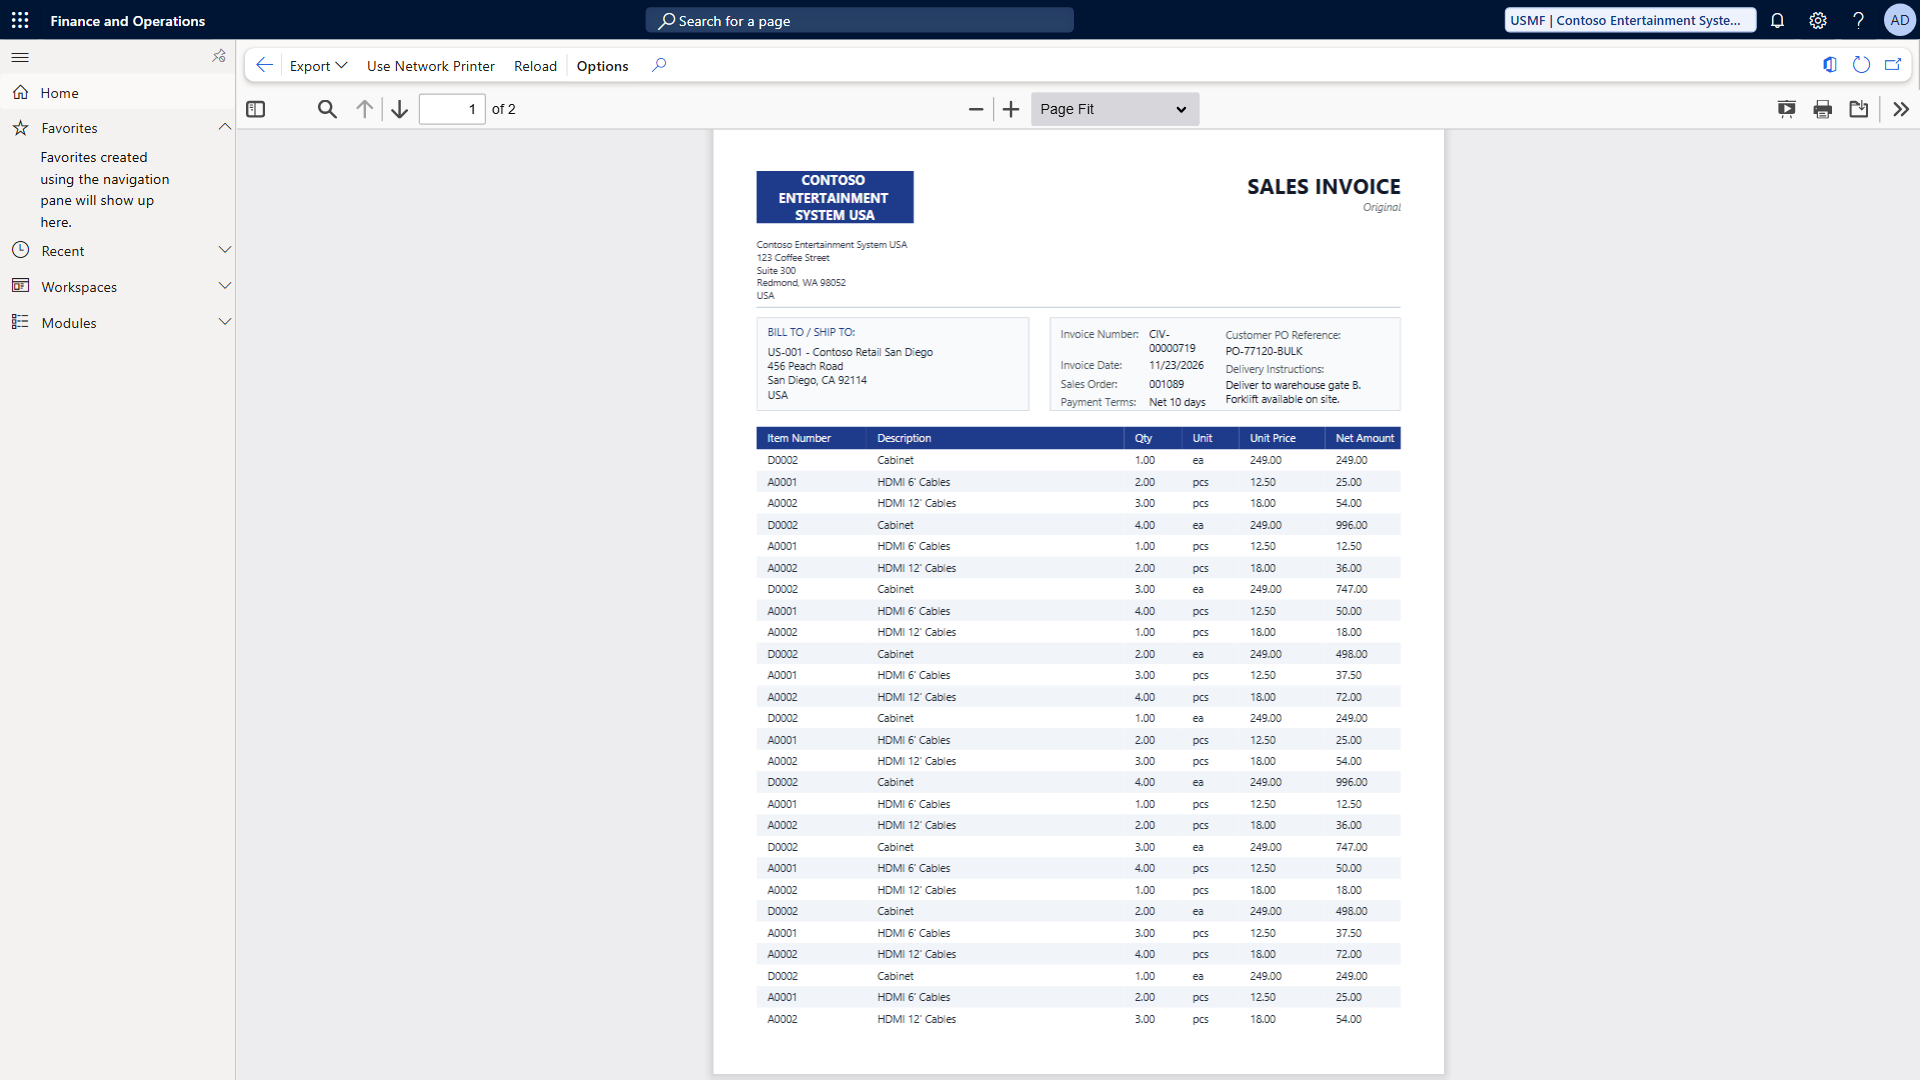 Finance and Operations
Search for a page
USMF | Contoso Entertainment Syste...
AD
Export
Use Network Printer
Reload
Options
Home
Favorites
Favorites created
using the navigation
pane will show up
here.
Recent
Workspaces
Modules
1 of 2
Page Fit
CONTOSO
ENTERTAINMENT
SYSTEM USA
SALES INVOICE
Original
Contoso Entertainment System USA
123 Coffee Street
Suite 300
Redmond, WA 98052
USA
BILL TO / SHIP TO:
US-001 - Contoso Retail San Diego
456 Peach Road
San Diego, CA 92114
USA
Invoice Number: CIV-
00000719
Invoice Date: 11/23/2026
Sales Order: 001089
Payment Terms: Net 10 days
Customer PO Reference:
PO-77120-BULK
Delivery Instructions:
Deliver to warehouse gate B.
Forklift available on site.
Item Number Description Qty Unit Unit Price Net Amount
D0002 Cabinet 1.00 ea 249.00 249.00
A0001 HDMI 6' Cables 2.00 pcs 12.50 25.00
A0002 HDMI 12' Cables 3.00 pcs 18.00 54.00
D0002 Cabinet 4.00 ea 249.00 996.00
A0001 HDMI 6' Cables 1.00 pcs 12.50 12.50
A0002 HDMI 12' Cables 2.00 pcs 18.00 36.00
D0002 Cabinet 3.00 ea 249.00 747.00
A0001 HDMI 6' Cables 4.00 pcs 12.50 50.00
A0002 HDMI 12' Cables 1.00 pcs 18.00 18.00
D0002 Cabinet 2.00 ea 249.00 498.00
A0001 HDMI 6' Cables 3.00 pcs 12.50 37.50
A0002 HDMI 12' Cables 4.00 pcs 18.00 72.00
D0002 Cabinet 1.00 ea 249.00 249.00
A0001 HDMI 6' Cables 2.00 pcs 12.50 25.00
A0002 HDMI 12' Cables 3.00 pcs 18.00 54.00
D0002 Cabinet 4.00 ea 249.00 996.00
A0001 HDMI 6' Cables 1.00 pcs 12.50 12.50
A0002 HDMI 12' Cables 2.00 pcs 18.00 36.00
D0002 Cabinet 3.00 ea 249.00 747.00
A0001 HDMI 6' Cables 4.00 pcs 12.50 50.00
A0002 HDMI 12' Cables 1.00 pcs 18.00 18.00
D0002 Cabinet 2.00 ea 249.00 498.00
A0001 HDMI 6' Cables 3.00 pcs 12.50 37.50
A0002 HDMI 12' Cables 4.00 pcs 18.00 72.00
D0002 Cabinet 1.00 ea 249.00 249.00
A0001 HDMI 6' Cables 2.00 pcs 12.50 25.00
A0002 HDMI 12' Cables 3.00 pcs 18.00 54.00